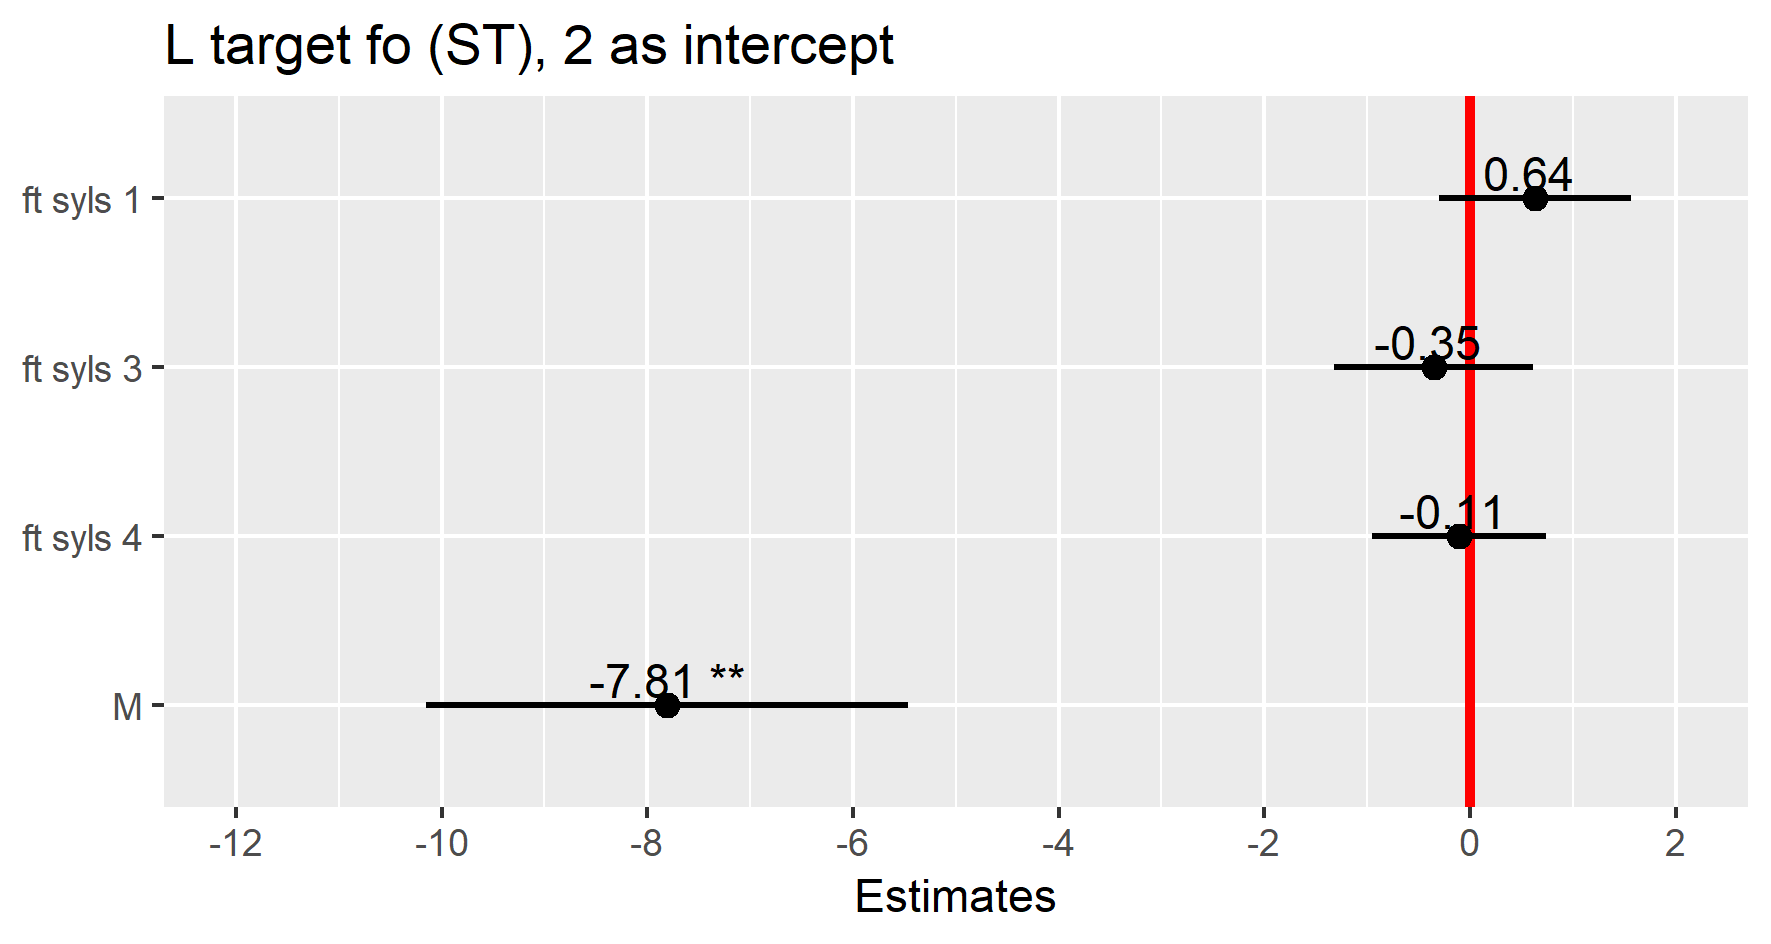 L target fo (ST), 2 as intercept
ft syls 1
0.64
ft syls 3
-0.35
ft syls 4
-0.11
M
-7.81 **
-12 -10 -8 -6 -4 -2 0 2
Estimates